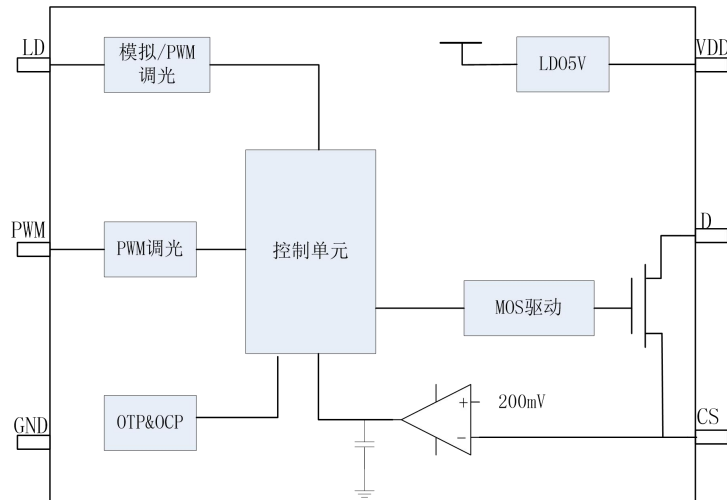 LD
模拟/PWM
调光
LDO5V
VDD
PWM
PWM调光
控制单元
D
MOS驱动
GND
OTP&OCP
+
200mV
-
CS